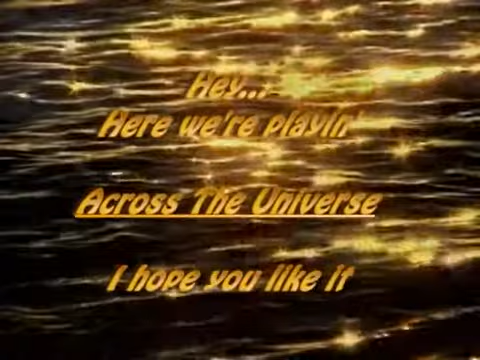 Hey...
Here we're playin'
Across The Universe
I hope you like it